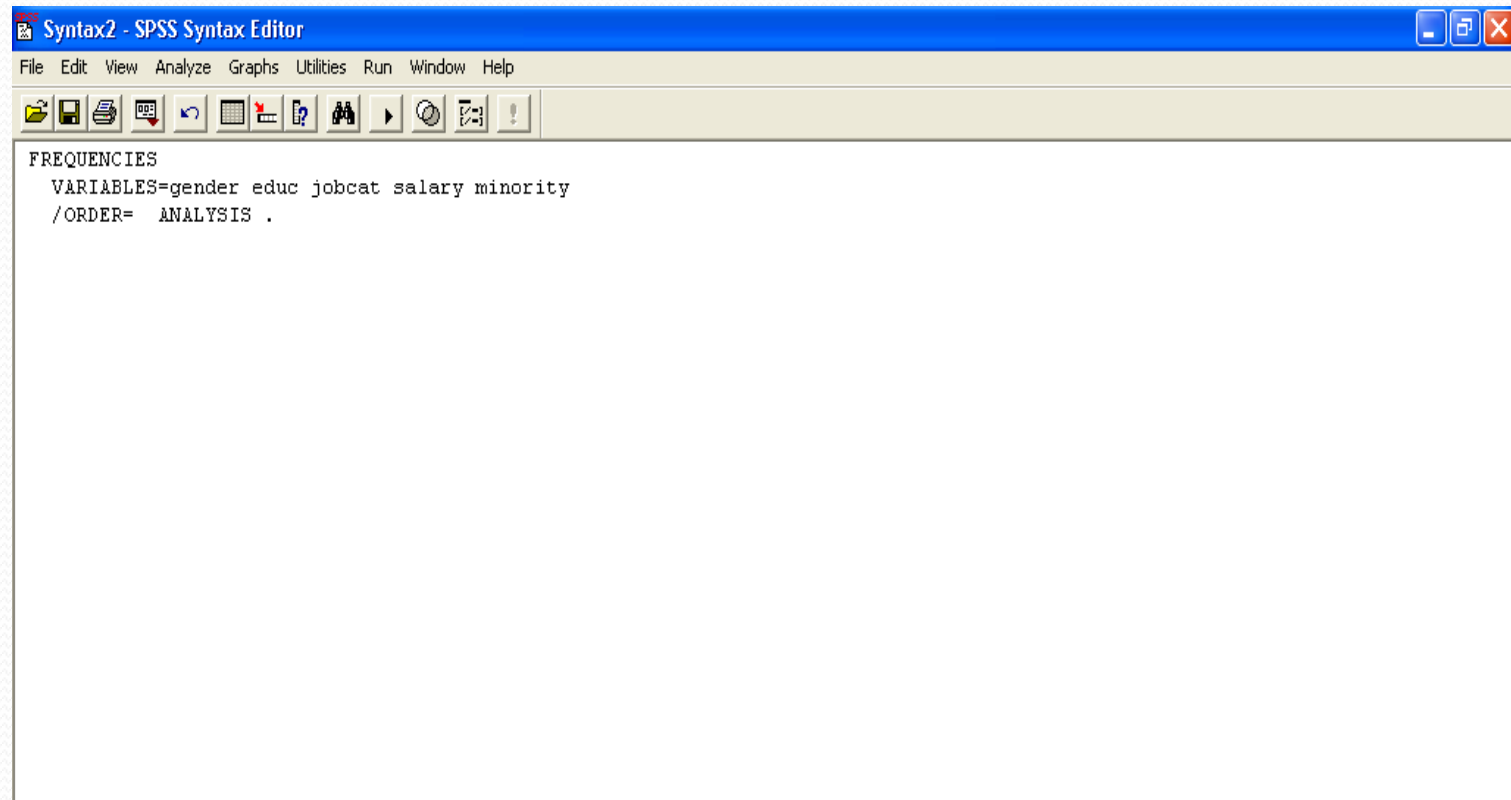 Syntax2 - SPSS Syntax Editor
File Edit View Analyze Graphs Utilities Run Window Help
FREQUENCIES
VARIABLES=gender educ jobcat salary minority
/ORDER= ANALYSIS .